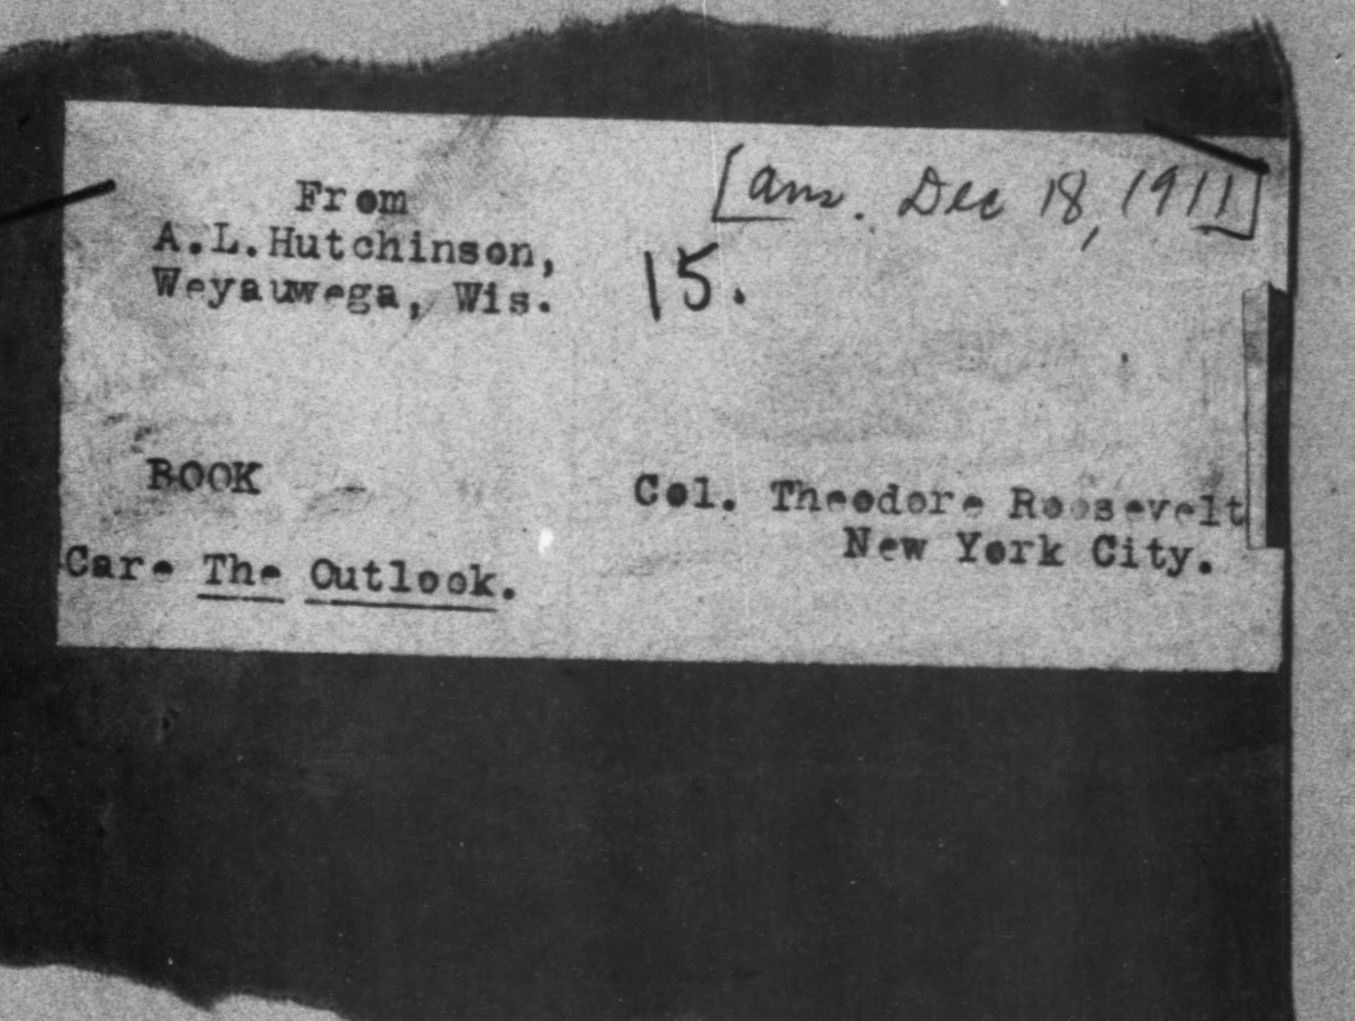 [ans. Dec 18, 1911]
From
A.L.Hutchinson,
Weyauwega, Wis.
15.
BOOK
Col. Theodore Roosevelt
New York City.
Care The Outlook.